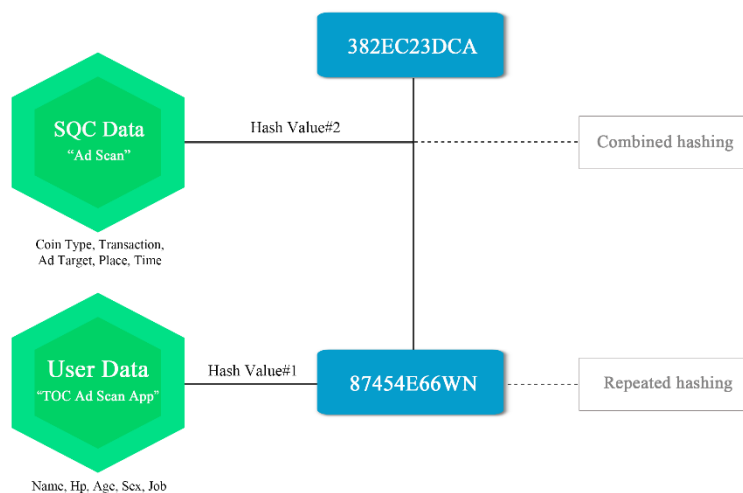 382EC23DCA
SQC Data
“Ad Scan”
Hash Value#2
Combined hashing
Coin Type, Transaction,
Ad Target, Place, Time
User Data
“TOC Ad Scan App”
Hash Value#1
87454E66WN
Repeated hashing
Name, Hp, Age, Sex, Job